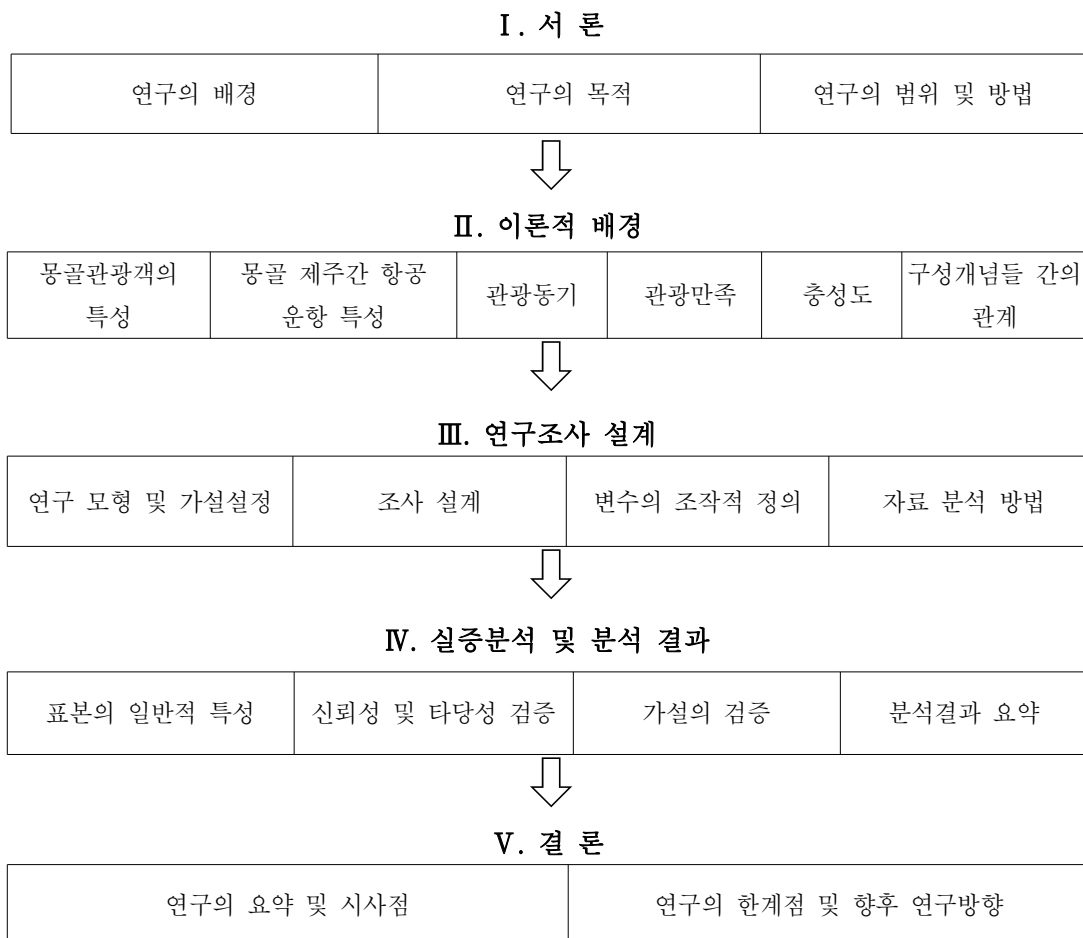 Ⅰ. 서 론
연구의 배경
연구의 목적
연구의 범위 및 방법
Ⅱ. 이론적 배경
몽골관광객의
특성
몽골 제주간 항공
운항 특성
관광동기
관광만족
충성도
구성개념들 간의
관계
Ⅲ. 연구조사 설계
연구 모형 및 가설설정
조사 설계
변수의 조작적 정의
자료 분석 방법
Ⅳ. 실증분석 및 분석 결과
표본의 일반적 특성
신뢰성 및 타당성 검증
가설의 검증
분석결과 요약
Ⅴ. 결 론
연구의 요약 및 시사점
연구의 한계점 및 향후 연구방향